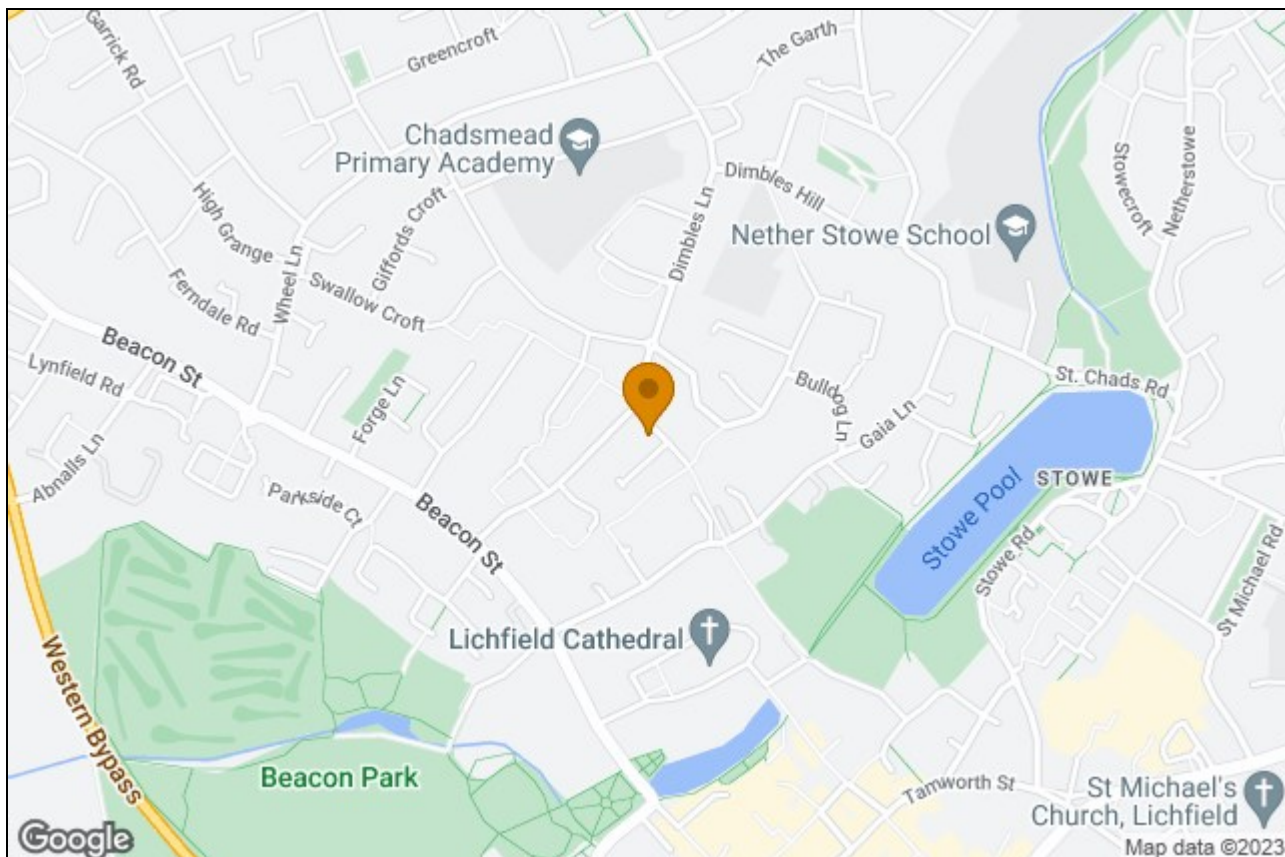 Garrick Rd
Greencroft
The Garth
Chadsmead
Primary Academy
Dimbles Hill
Stowecroft
Netherstowe
High Grange
Giffords Croft
Dimbles Ln
Nether Stowe School
Wheel Ln
Swallow Croft
Ferndale Rd
Beacon St
Lynfield Rd
Forge Ln
Bulldog Ln
St. Chads Rd
Gaia Ln
Abnalls Ln
Parkside Ct
Beacon St
STOWE
Stowe Pool
Stowe Rd
St Michael Rd
Lichfield Cathedral
Western Bypass
Beacon Park
Tamworth St
St Michael's
Church, Lichfield
Google
Map data ©2023